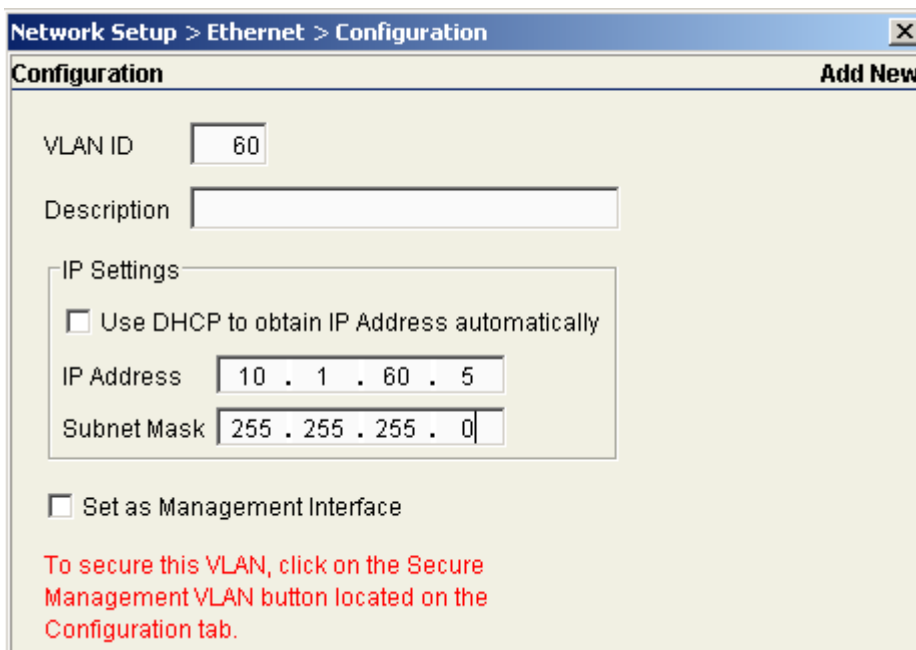 Network Setup > Ethernet > Configuration
Configuration Add New
VLAN ID 60
Description
IP Settings
Use DHCP to obtain IP Address automatically
IP Address 10 . 1 . 60 . 5
Subnet Mask 255 . 255 . 255 . 0
Set as Management Interface
To secure this VLAN, click on the Secure
Management VLAN button located on the
Configuration tab.